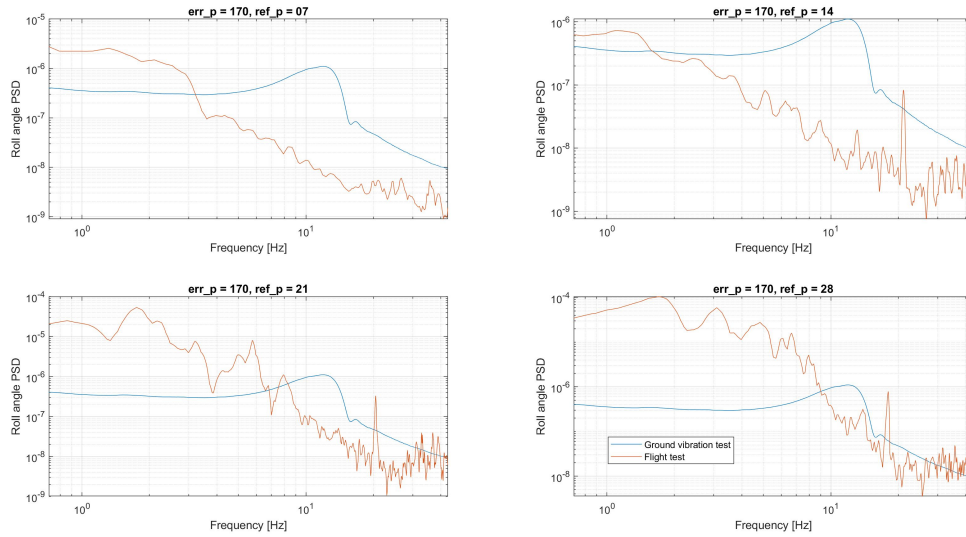 err_p = 170, ref_p = 07
10^-5
10^-6
10^-7
10^-8
10^-9
Roll angle PSD
10^0
10^1
Frequency [Hz]
err_p = 170, ref_p = 14
10^-6
10^-7
10^-8
10^-9
Roll angle PSD
10^0
10^1
Frequency [Hz]
err_p = 170, ref_p = 21
10^-4
10^-5
10^-6
10^-7
10^-8
10^-9
Roll angle PSD
10^0
10^1
Frequency [Hz]
err_p = 170, ref_p = 28
10^-4
10^-6
10^-8
Roll angle PSD
Ground vibration test
Flight test
10^0
10^1
Frequency [Hz]